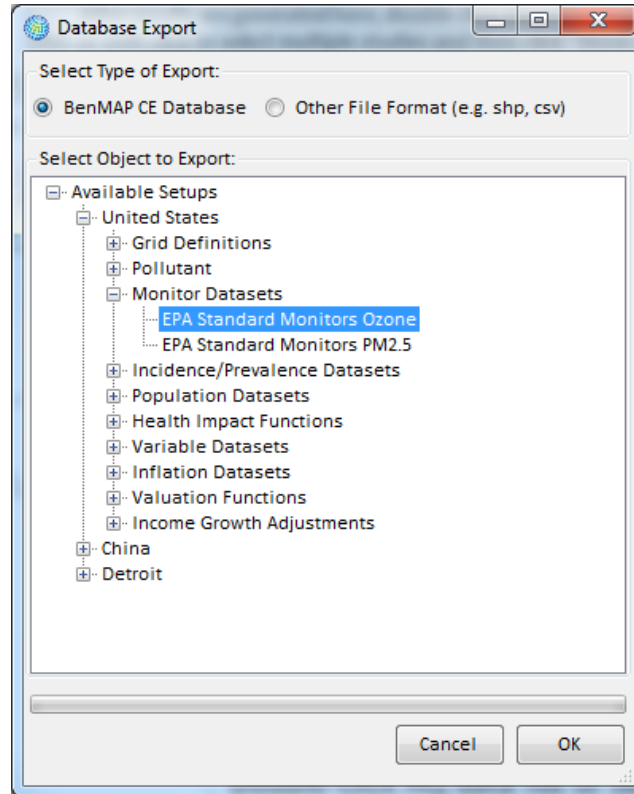 Database Export
Select Type of Export:
BenMAP CE Database Other File Format (e.g. shp, csv)
Select Object to Export:
Available Setups
United States
Grid Definitions
Pollutant
Monitor Datasets
EPA Standard Monitors Ozone
EPA Standard Monitors PM2.5
Incidence/Prevalence Datasets
Population Datasets
Health Impact Functions
Variable Datasets
Inflation Datasets
Valuation Functions
Income Growth Adjustments
China
Detroit
Cancel OK